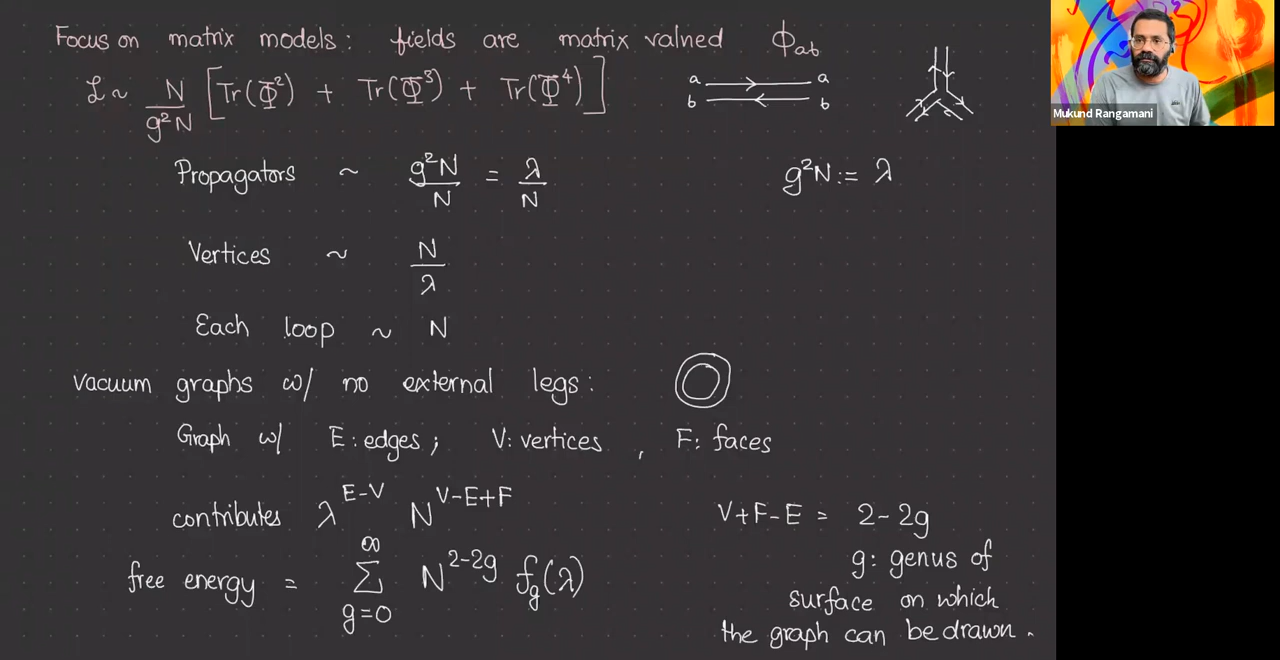 Focus on matrix models: fields are matrix valued Φab
ℒ ~ N/g²N [Tr(Φ²) + Tr(Φ³) + Tr(Φ⁴)]
a a
b b
Mukund Rangamani
Propagators ~ g²N/N = λ/N
g²N := λ
Vertices ~ N/λ
Each loop ~ N
vacuum graphs w/ no external legs:
Graph w/ E: edges; V: vertices, F: faces
contributes λ^{E-V} N^{V-E+F}
V+F-E = 2-2g
free energy = ∑_{g=0}^{∞} N^{2-2g} f_g(λ)
g: genus of
surface on which
the graph can be drawn.